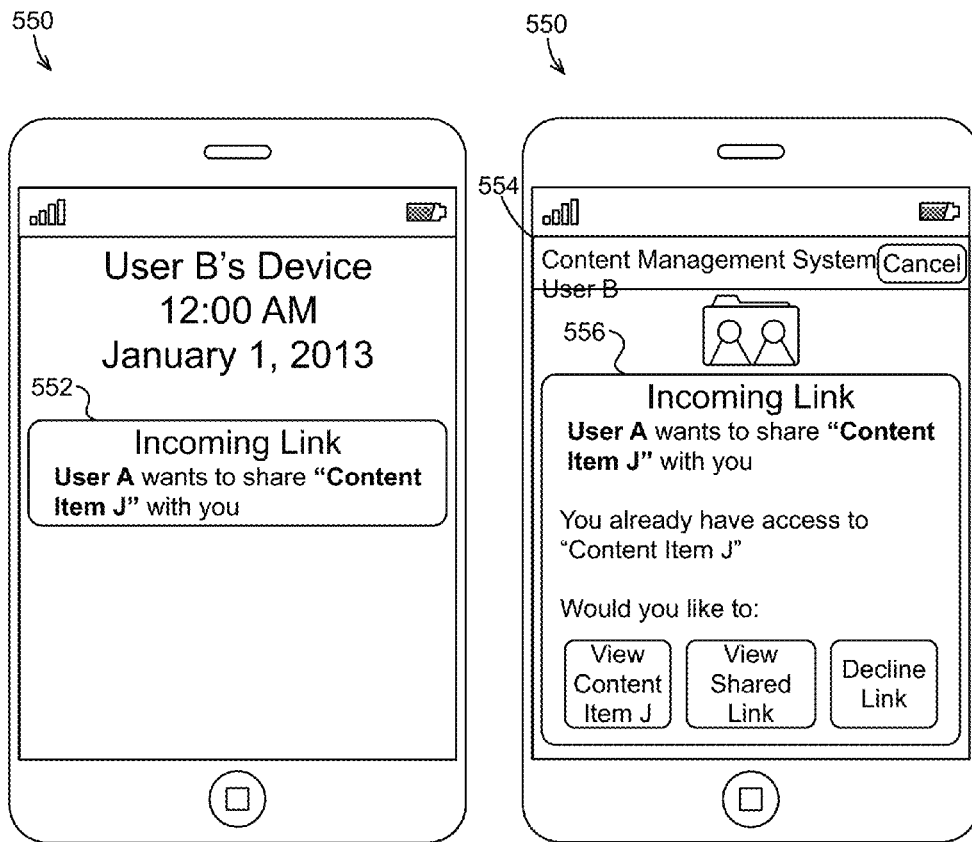 550
User B’s Device
12:00 AM
January 1, 2013
552
Incoming Link
User A wants to share “Content
Item J” with you
550
554
Content Management System
User B
Cancel
556
Incoming Link
User A wants to share “Content
Item J” with you
You already have access to
“Content Item J”
Would you like to:
View
Content
Item J
View
Shared
Link
Decline
Link